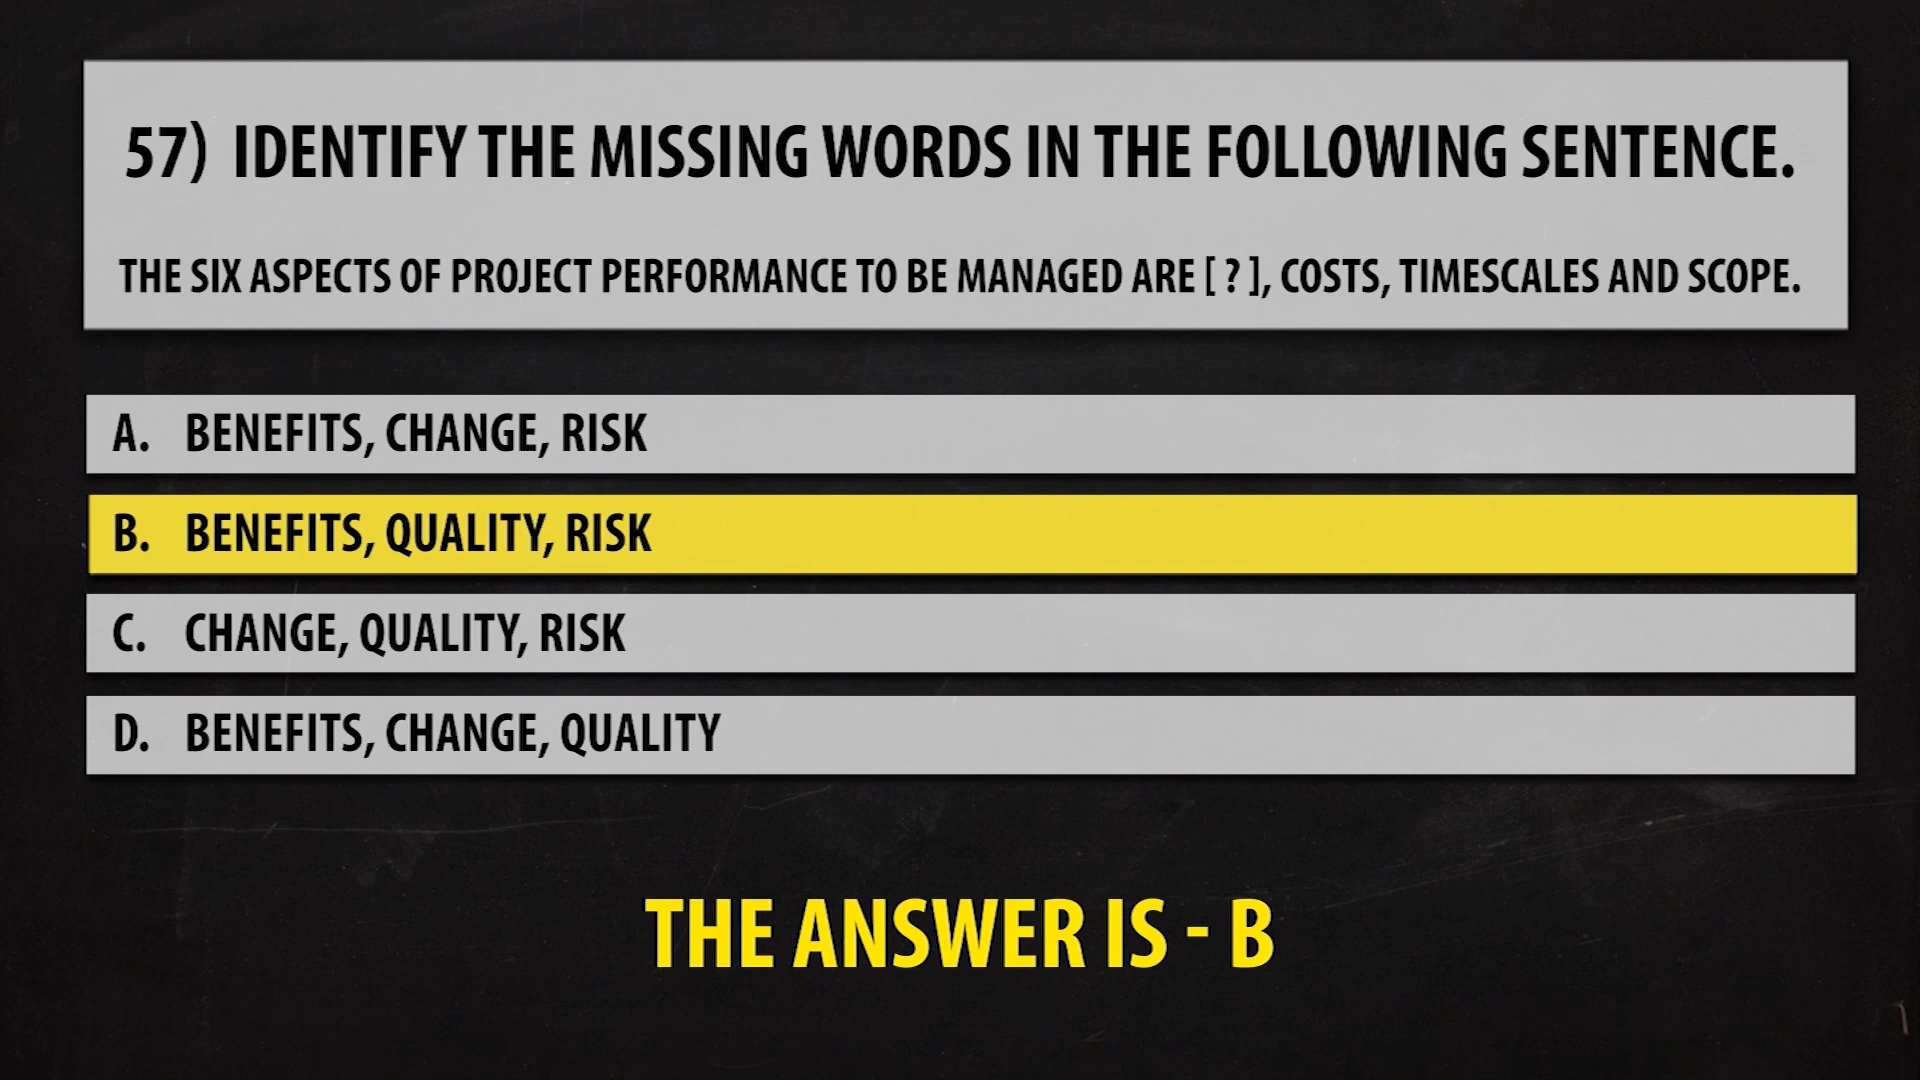 57) IDENTIFY THE MISSING WORDS IN THE FOLLOWING SENTENCE.
THE SIX ASPECTS OF PROJECT PERFORMANCE TO BE MANAGED ARE [ ? ], COSTS, TIMESCALES AND SCOPE.
A. BENEFITS, CHANGE, RISK
B. BENEFITS, QUALITY, RISK
C. CHANGE, QUALITY, RISK
D. BENEFITS, CHANGE, QUALITY
THE ANSWER IS - B